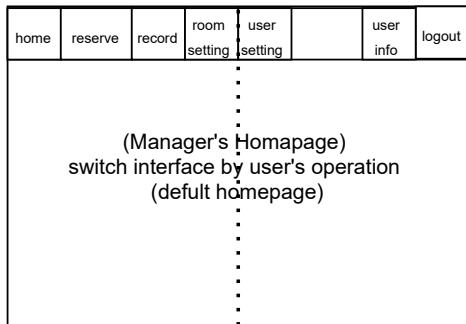 home
reserve
record
room
setting
user
setting
user
info
logout
(Manager's Homapage)
switch interface by user's operation
(defult homepage)